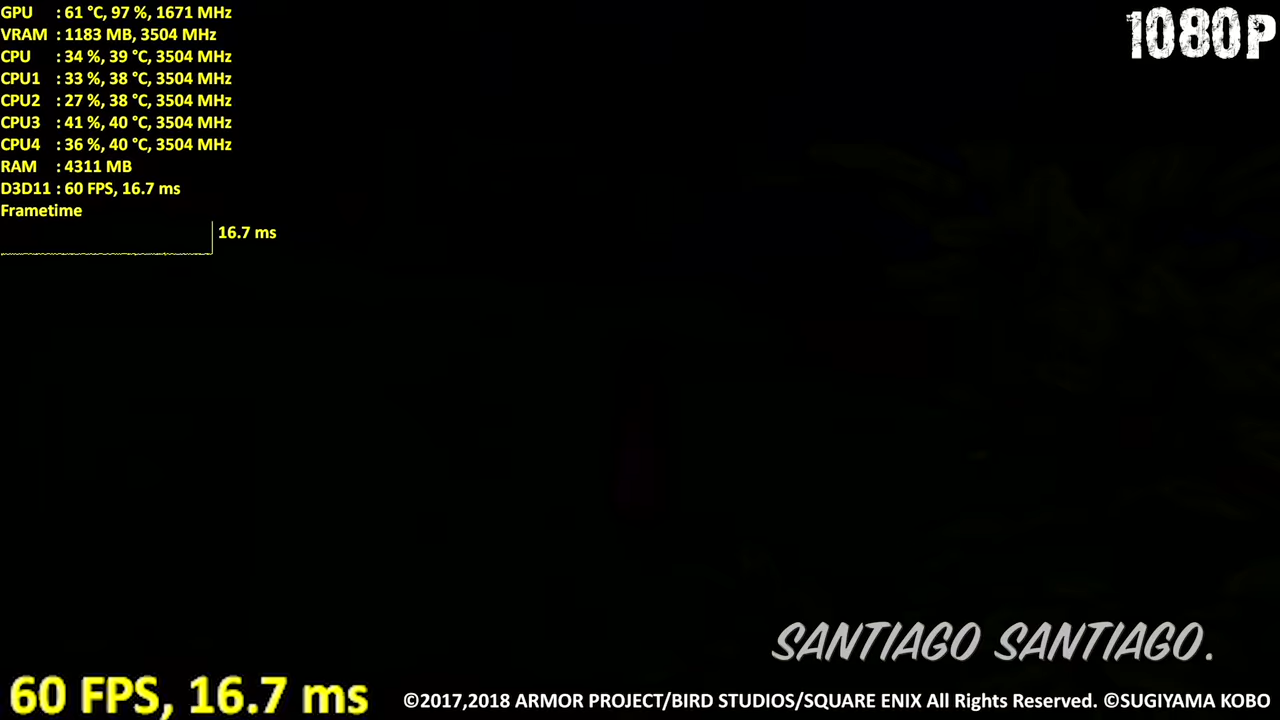 GPU : 61 °C, 97 %, 1671 MHz
VRAM : 1183 MB, 3504 MHz
CPU : 34 %, 39 °C, 3504 MHz
CPU1 : 33 %, 38 °C, 3504 MHz
CPU2 : 27 %, 38 °C, 3504 MHz
CPU3 : 41 %, 40 °C, 3504 MHz
CPU4 : 36 %, 40 °C, 3504 MHz
RAM : 4311 MB
D3D11 : 60 FPS, 16.7 ms
Frametime
16.7 ms
1080P
SANTIAGO SANTIAGO.
60 FPS, 16.7 ms
©2017,2018 ARMOR PROJECT/BIRD STUDIOS/SQUARE ENIX All Rights Reserved. ©SUGIYAMA KOBO